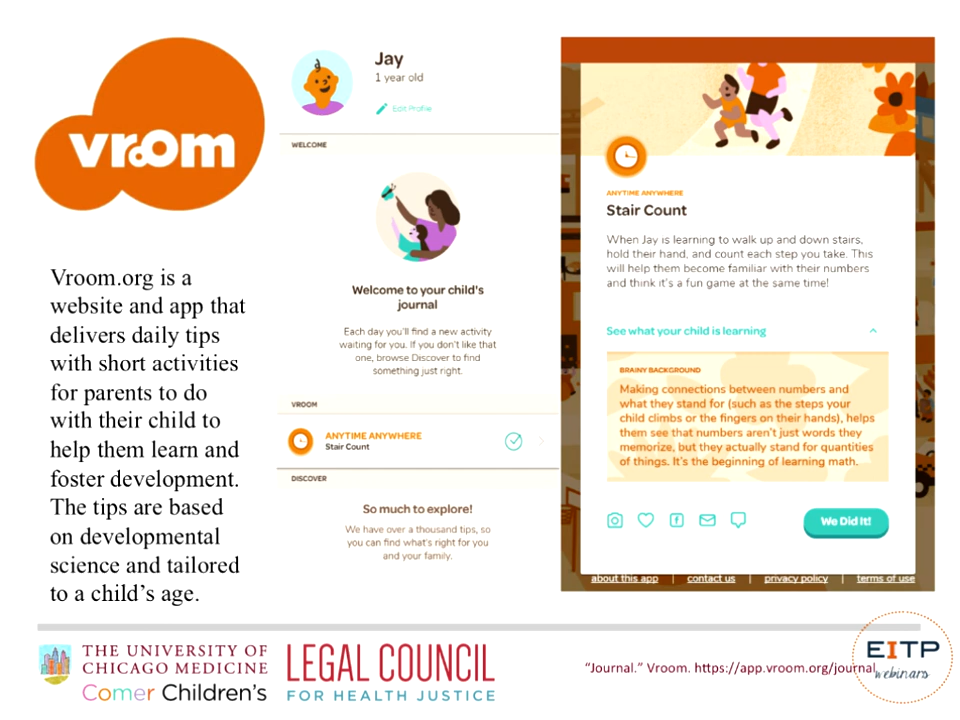 vroom
Vroom.org is a
website and app that
delivers daily tips
with short activities
for parents to do
with their child to
help them learn and
foster development.
The tips are based
on developmental
science and tailored
to a child’s age.
Jay
1 year old
Edit Profile
WELCOME
Welcome to your child's
journal
Each day you'll find a new activity
waiting for you. If you don't like that
one, browse Discover to find
something just right.
VROOM
ANYTIME ANYWHERE
Stair Count
DISCOVER
So much to explore!
We have over a thousand tips, so
you can find what's right for you
and your family.
ANYTIME ANYWHERE
Stair Count
When Jay is learning to walk up and down stairs,
hold their hand, and count each step you take. This
will help them become familiar with their numbers
and think it's a fun game at the same time!
See what your child is learning
BRAINY BACKGROUND
Making connections between numbers and
what they stand for (such as the steps your
child climbs or the fingers on their hands), helps
them see that numbers aren't just words they
memorize, but they actually stand for quantities
of things. It's the beginning of learning math.
We Did It!
about this app | contact us | privacy policy | terms of use
THE UNIVERSITY OF
CHICAGO MEDICINE
Comer Children's
LEGAL COUNCIL
FOR HEALTH JUSTICE
“Journal.” Vroom. https://app.vroom.org/journal.
EITP
webinars